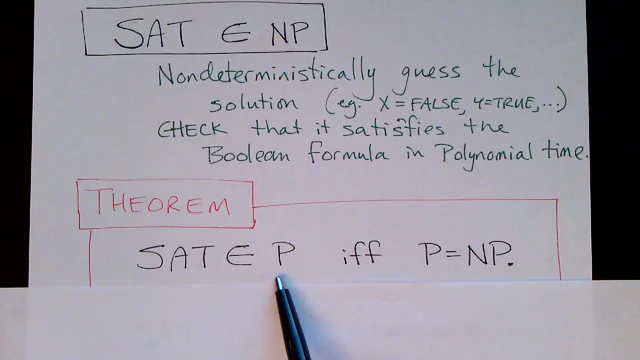 SAT ∈ NP
Nondeterministically guess the
solution (eg. X=FALSE, Y=TRUE,...)
CHECK that it satisfies the
Boolean formula in Polynomial time.
THEOREM
SAT ∈ P iff P=NP.